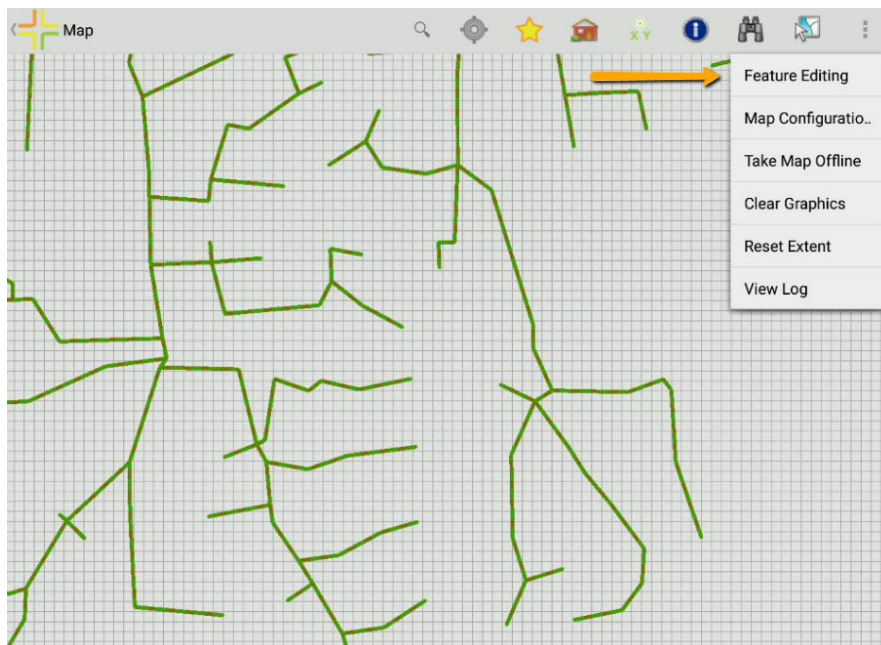 Map
X Y
Feature Editing
Map Configuratio..
Take Map Offline
Clear Graphics
Reset Extent
View Log